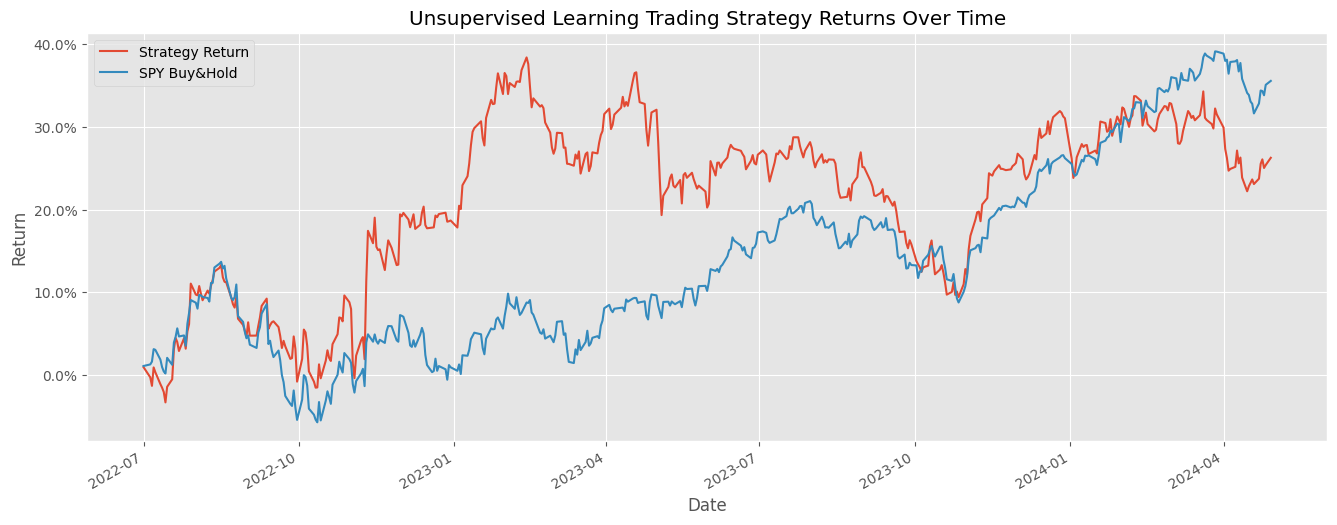 Unsupervised Learning Trading Strategy Returns Over Time
Strategy Return
SPY Buy&Hold
Return
40.0%
30.0%
20.0%
10.0%
0.0%
2022-07
2022-10
2023-01
2023-04
2023-07
2023-10
2024-01
2024-04
Date